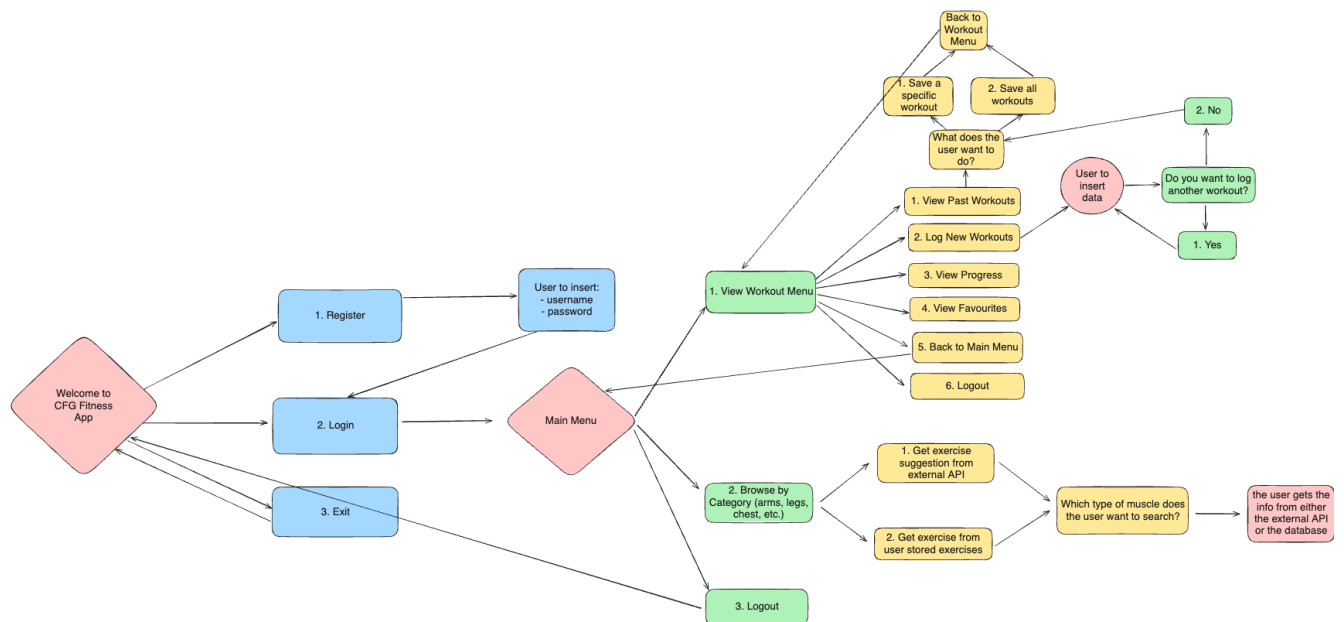 Back to
Workout
Menu
1. Save a
specific
workout
2. Save all
workouts
2. No
What does the
user want to
do?
User to
insert
data
Do you want to log
another workout?
1. View Past Workouts
2. Log New Workouts
1. Yes
3. View Progress
1. View Workout Menu
User to insert:
- username
- password
4. View Favourites
1. Register
5. Back to Main Menu
6. Logout
Welcome to
CFG Fitness
App
2. Login
Main Menu
1. Get exercise
suggestion from
external API
2. Browse by
Category (arms, legs,
chest, etc.)
Which type of muscle does
the user want to search?
the user gets the
info from either
the external API
or the database
3. Exit
2. Get exercise from
user stored exercises
3. Logout